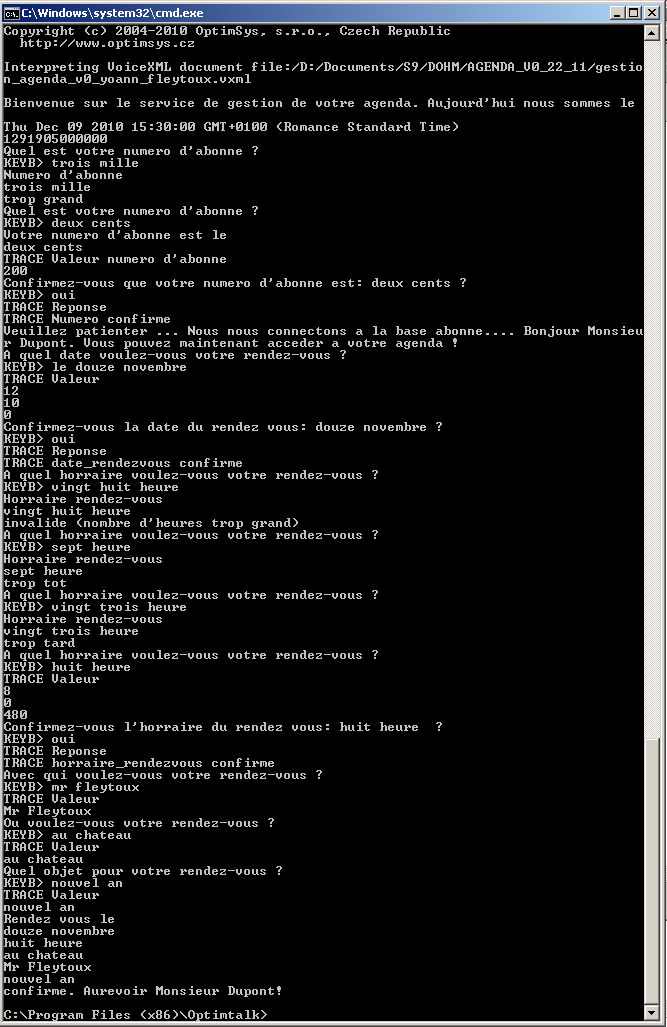 C:\Windows\system32\cmd.exe
Copyright (c) 2004-2010 OptimSys, s.r.o., Czech Republic
http://www.optimsys.cz
Interpreting VoiceXML document file:/D:/Documents/S9/DOHM/AGENDA_V0_22_11/gestio
n_agenda_v0_yoann_fleytoux.vxml
Bienvenue sur le service de gestion de votre agenda. Aujourd'hui nous sommes le
Thu Dec 09 2010 15:30:00 GMT+0100 (Romance Standard Time)
1291905000000
Quel est votre numero d'abonne ?
KEYB> trois mille
Numero d'abonne
trois mille
trop grand
Quel est votre numero d'abonne ?
KEYB> deux cents
Votre numero d'abonne est le
deux cents
TRACE Valeur numero d'abonne
200
Confirmez-vous que votre numero d'abonne est: deux cents ?
KEYB> oui
TRACE Reponse
TRACE Numero confirme
Veuillez patienter ... Nous nous connectons a la base abonne.... Bonjour Monsieu
r Dupont. Vous pouvez maintenant acceder a votre agenda !
A quel date voulez-vous votre rendez-vous ?
KEYB> le douze novembre
TRACE Valeur
12
10
0
Confirmez-vous la date du rendez vous: douze novembre ?
KEYB> oui
TRACE Reponse
TRACE date_rendezvous confirme
A quel horraire voulez-vous votre rendez-vous ?
KEYB> vingt huit heure
Horraire rendez-vous
vingt huit heure
invalide (nombre d'heures trop grand)
A quel horraire voulez-vous votre rendez-vous ?
KEYB> sept heure
Horraire rendez-vous
sept heure
trop tot
A quel horraire voulez-vous votre rendez-vous ?
KEYB> vingt trois heure
Horraire rendez-vous
vingt trois heure
trop tard
A quel horraire voulez-vous votre rendez-vous ?
KEYB> huit heure
TRACE Valeur
8
0
480
Confirmez-vous l'horraire du rendez vous: huit heure  ?
KEYB> oui
TRACE Reponse
TRACE horraire_rendezvous confirme
Avec qui voulez-vous votre rendez-vous ?
KEYB> mr fleytoux
TRACE Valeur
Mr Fleytoux
Ou voulez-vous votre rendez-vous ?
KEYB> au chateau
TRACE Valeur
au chateau
Quel objet pour votre rendez-vous ?
KEYB> nouvel an
TRACE Valeur
nouvel an
Rendez vous le
douze novembre
huit heure
au chateau
Mr Fleytoux
nouvel an
confirme. Aurevoir Monsieur Dupont!
C:\Program Files (x86)\Optimtalk>